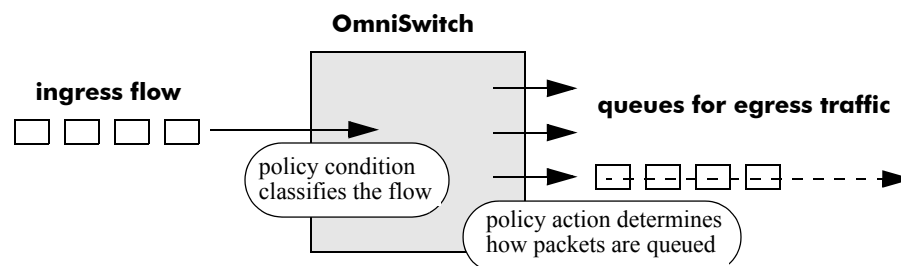 OmniSwitch
ingress flow
queues for egress traffic
policy condition
classifies the flow
policy action determines
how packets are queued